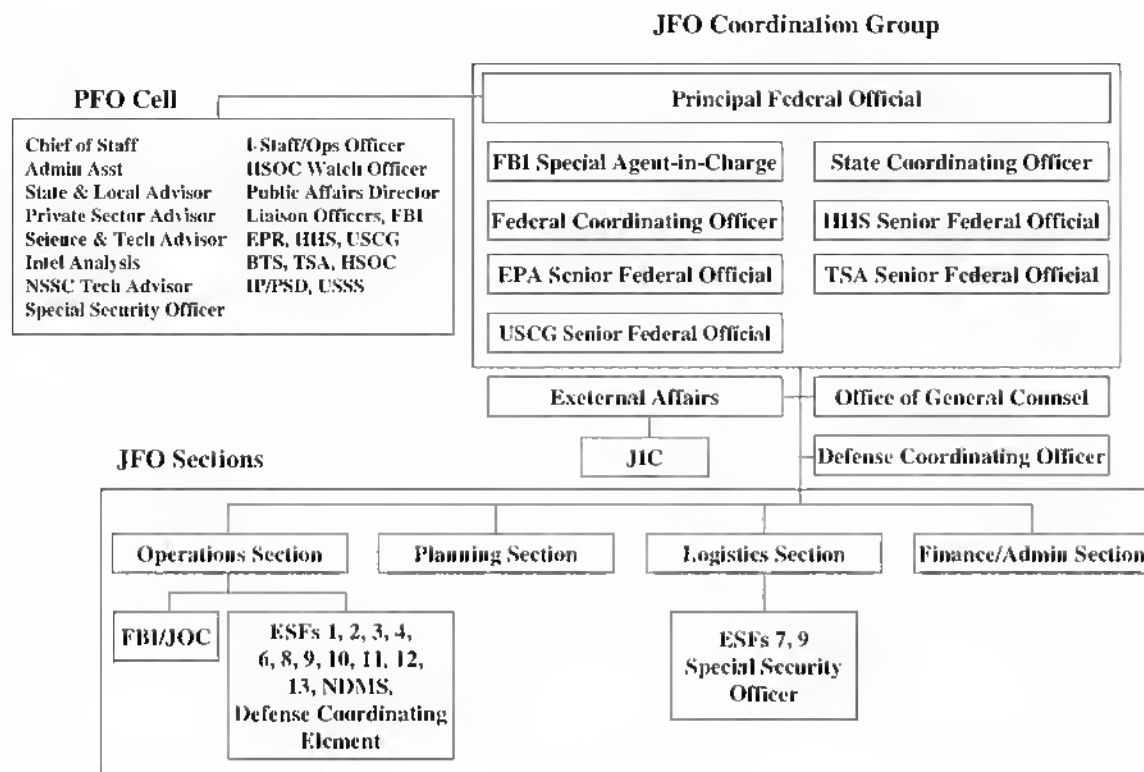 JFO Coordination Group
Principal Federal Official
FBI Special Agent-in-Charge
State Coordinating Officer
Federal Coordinating Officer
HHS Senior Federal Official
EPA Senior Federal Official
TSA Senior Federal Official
USCG Senior Federal Official
PFO Cell
Chief of Staff
Admin Asst
State & Local Advisor
Private Sector Advisor
Science & Tech Advisor
Intel Analysis
NSSC Tech Advisor
Special Security Officer
I-Staff/Ops Officer
HSOC Watch Officer
Public Affairs Director
Liaison Officers, FBI
EPR, HHS, USCG
BTS, TSA, HSOC
IP/PSD, USSS
Exeternal Affairs
Office of General Counsel
JIC
Defense Coordinating Officer
JFO Sections
Operations Section
Planning Section
Logistics Section
Finance/Admin Section
FBI/JOC
ESFs 1, 2, 3, 4,
6, 8, 9, 10, 11, 12,
13, NDMS,
Defense Coordinating
Element
ESFs 7, 9
Special Security
Officer